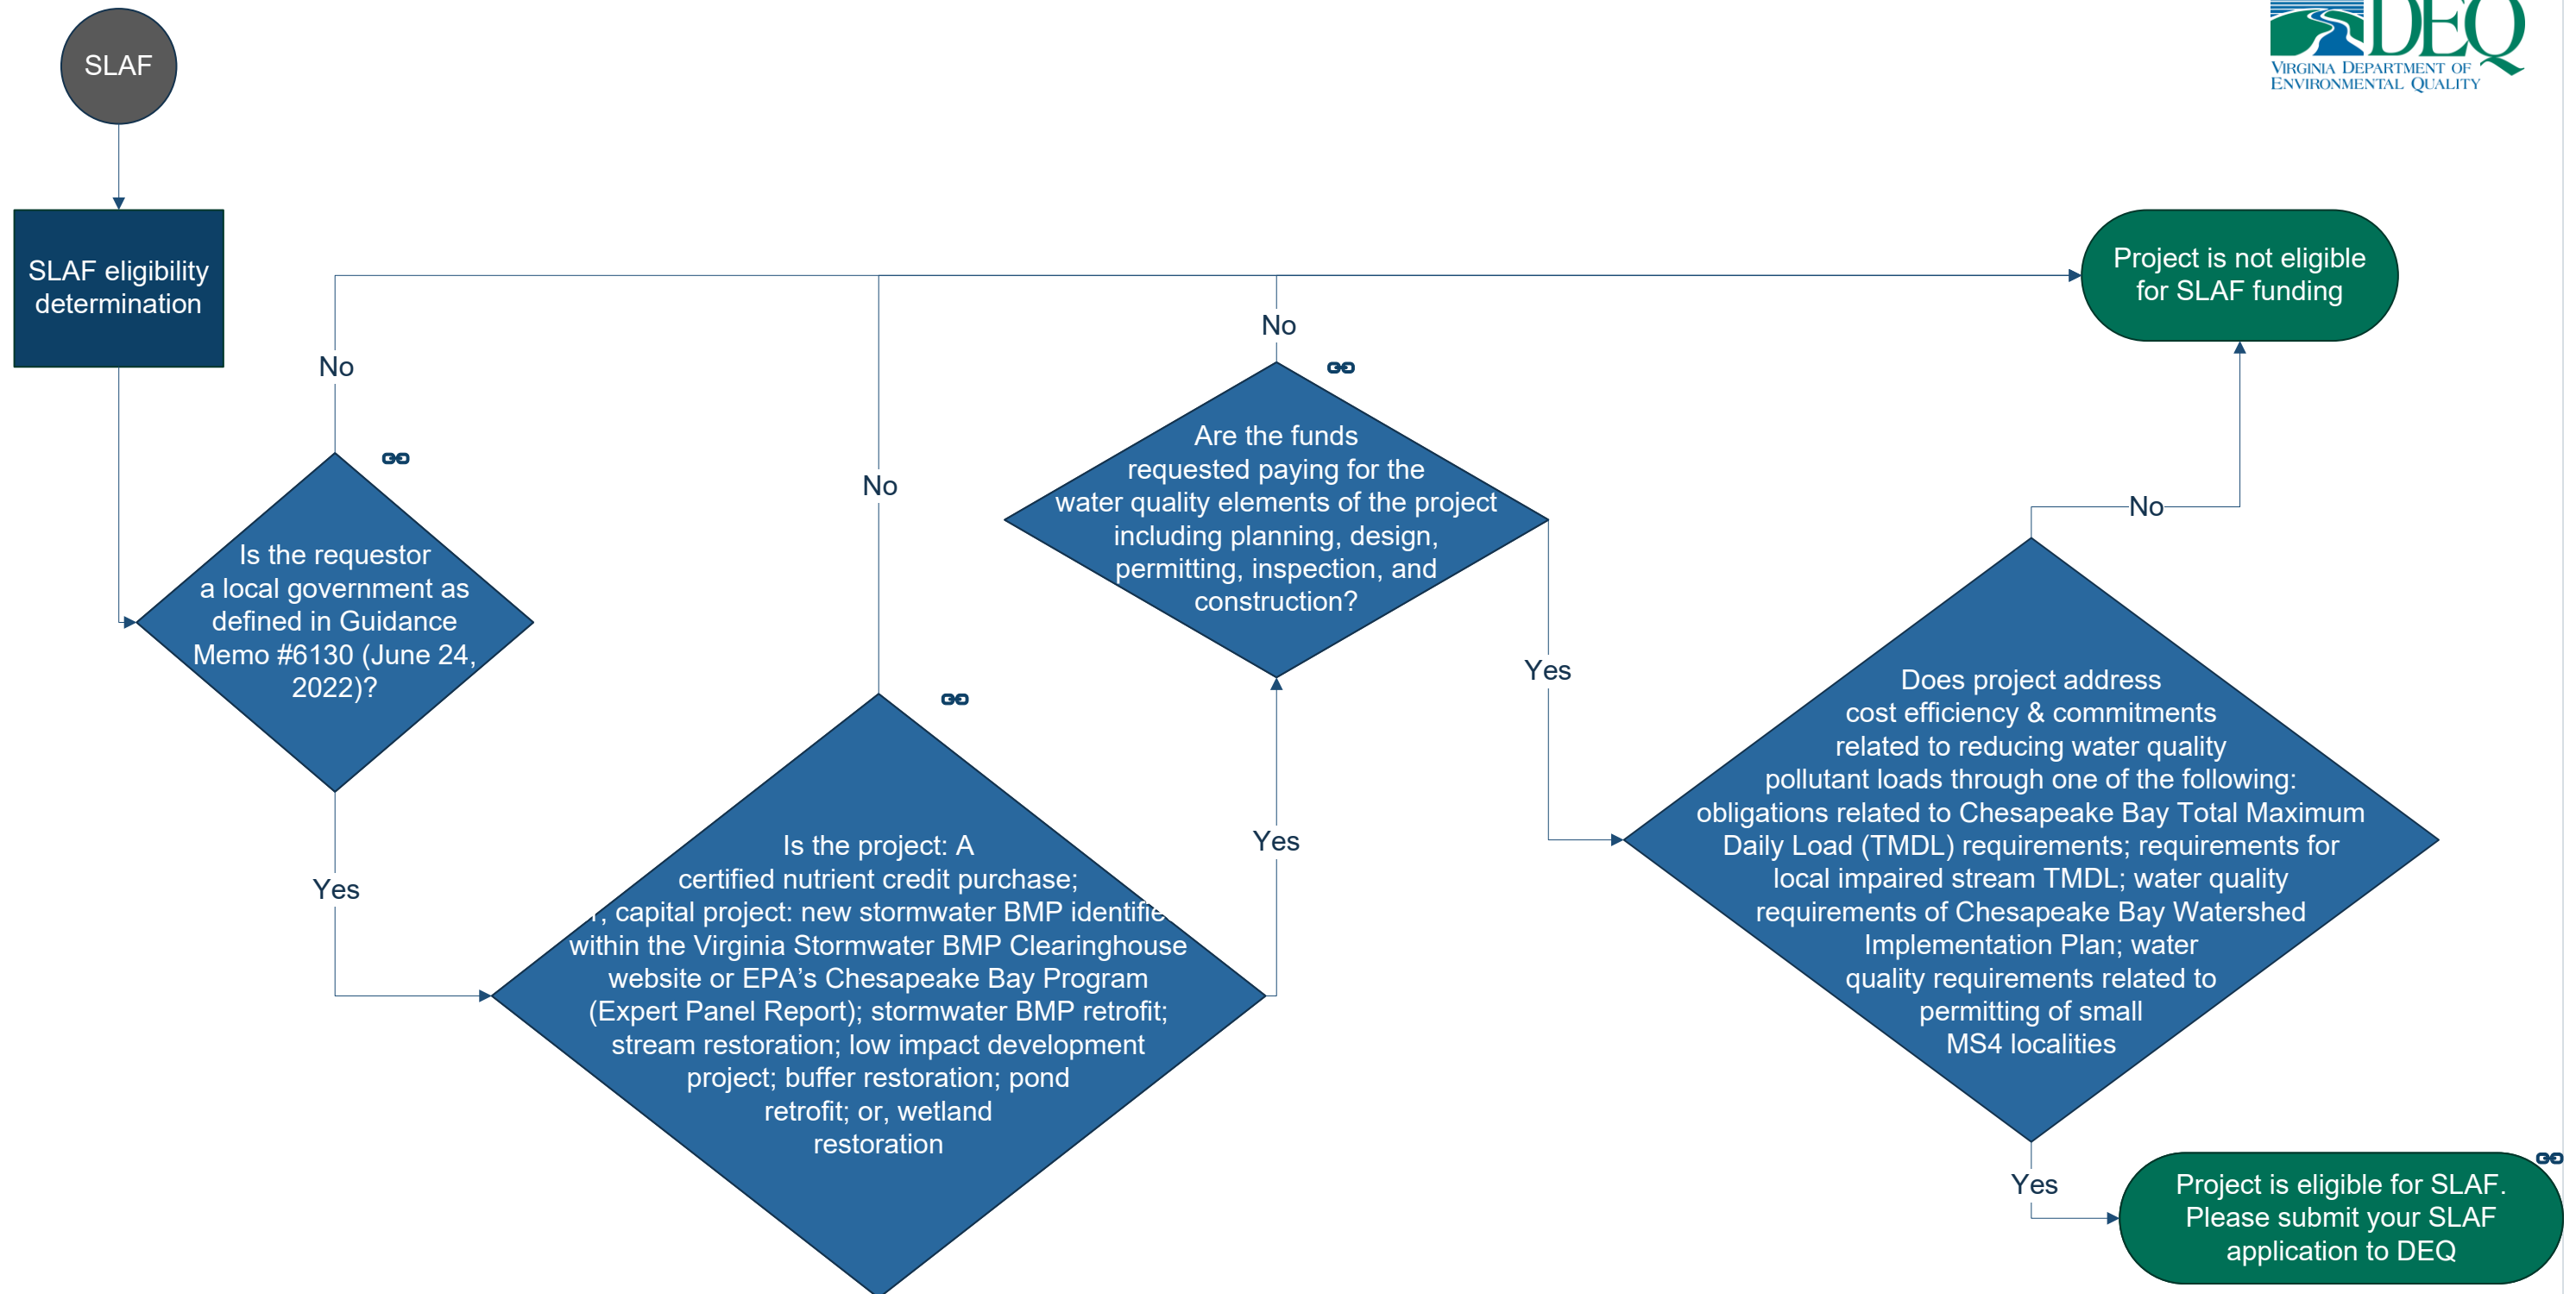 SLAF
DEQ
VIRGINIA DEPARTMENT OF
ENVIRONMENTAL QUALITY
SLAF eligibility
determination
Project is not eligible
for SLAF funding
No
No
No
No
Is the requestor
a local government as
defined in Guidance
Memo #6130 (June 24,
2022)?
Yes
Is the project: A
certified nutrient credit purchase;
, capital project: new stormwater BMP
within the Virginia Stormwater BMP Clearinghouse
website or EPA’s Chesapeake Bay Program
(Expert Panel Report); stormwater BMP retrofit;
stream restoration; low impact development
project; buffer restoration; pond
retrofit; or, wetland
restoration
Yes
Are the funds
requested paying for the
water quality elements of the project
including planning, design,
permitting, inspection, and
construction?
Yes
Does project address
cost efficiency & commitments
related to reducing water quality
pollutant loads through one of the following:
obligations related to Chesapeake Bay Total Maximum
Daily Load (TMDL) requirements; requirements for
local impaired stream TMDL; water quality
requirements of Chesapeake Bay Watershed
Implementation Plan; water
quality requirements related to
permitting of small
MS4 localities
Yes
Project is eligible for SLAF.
Please submit your SLAF
application to DEQ